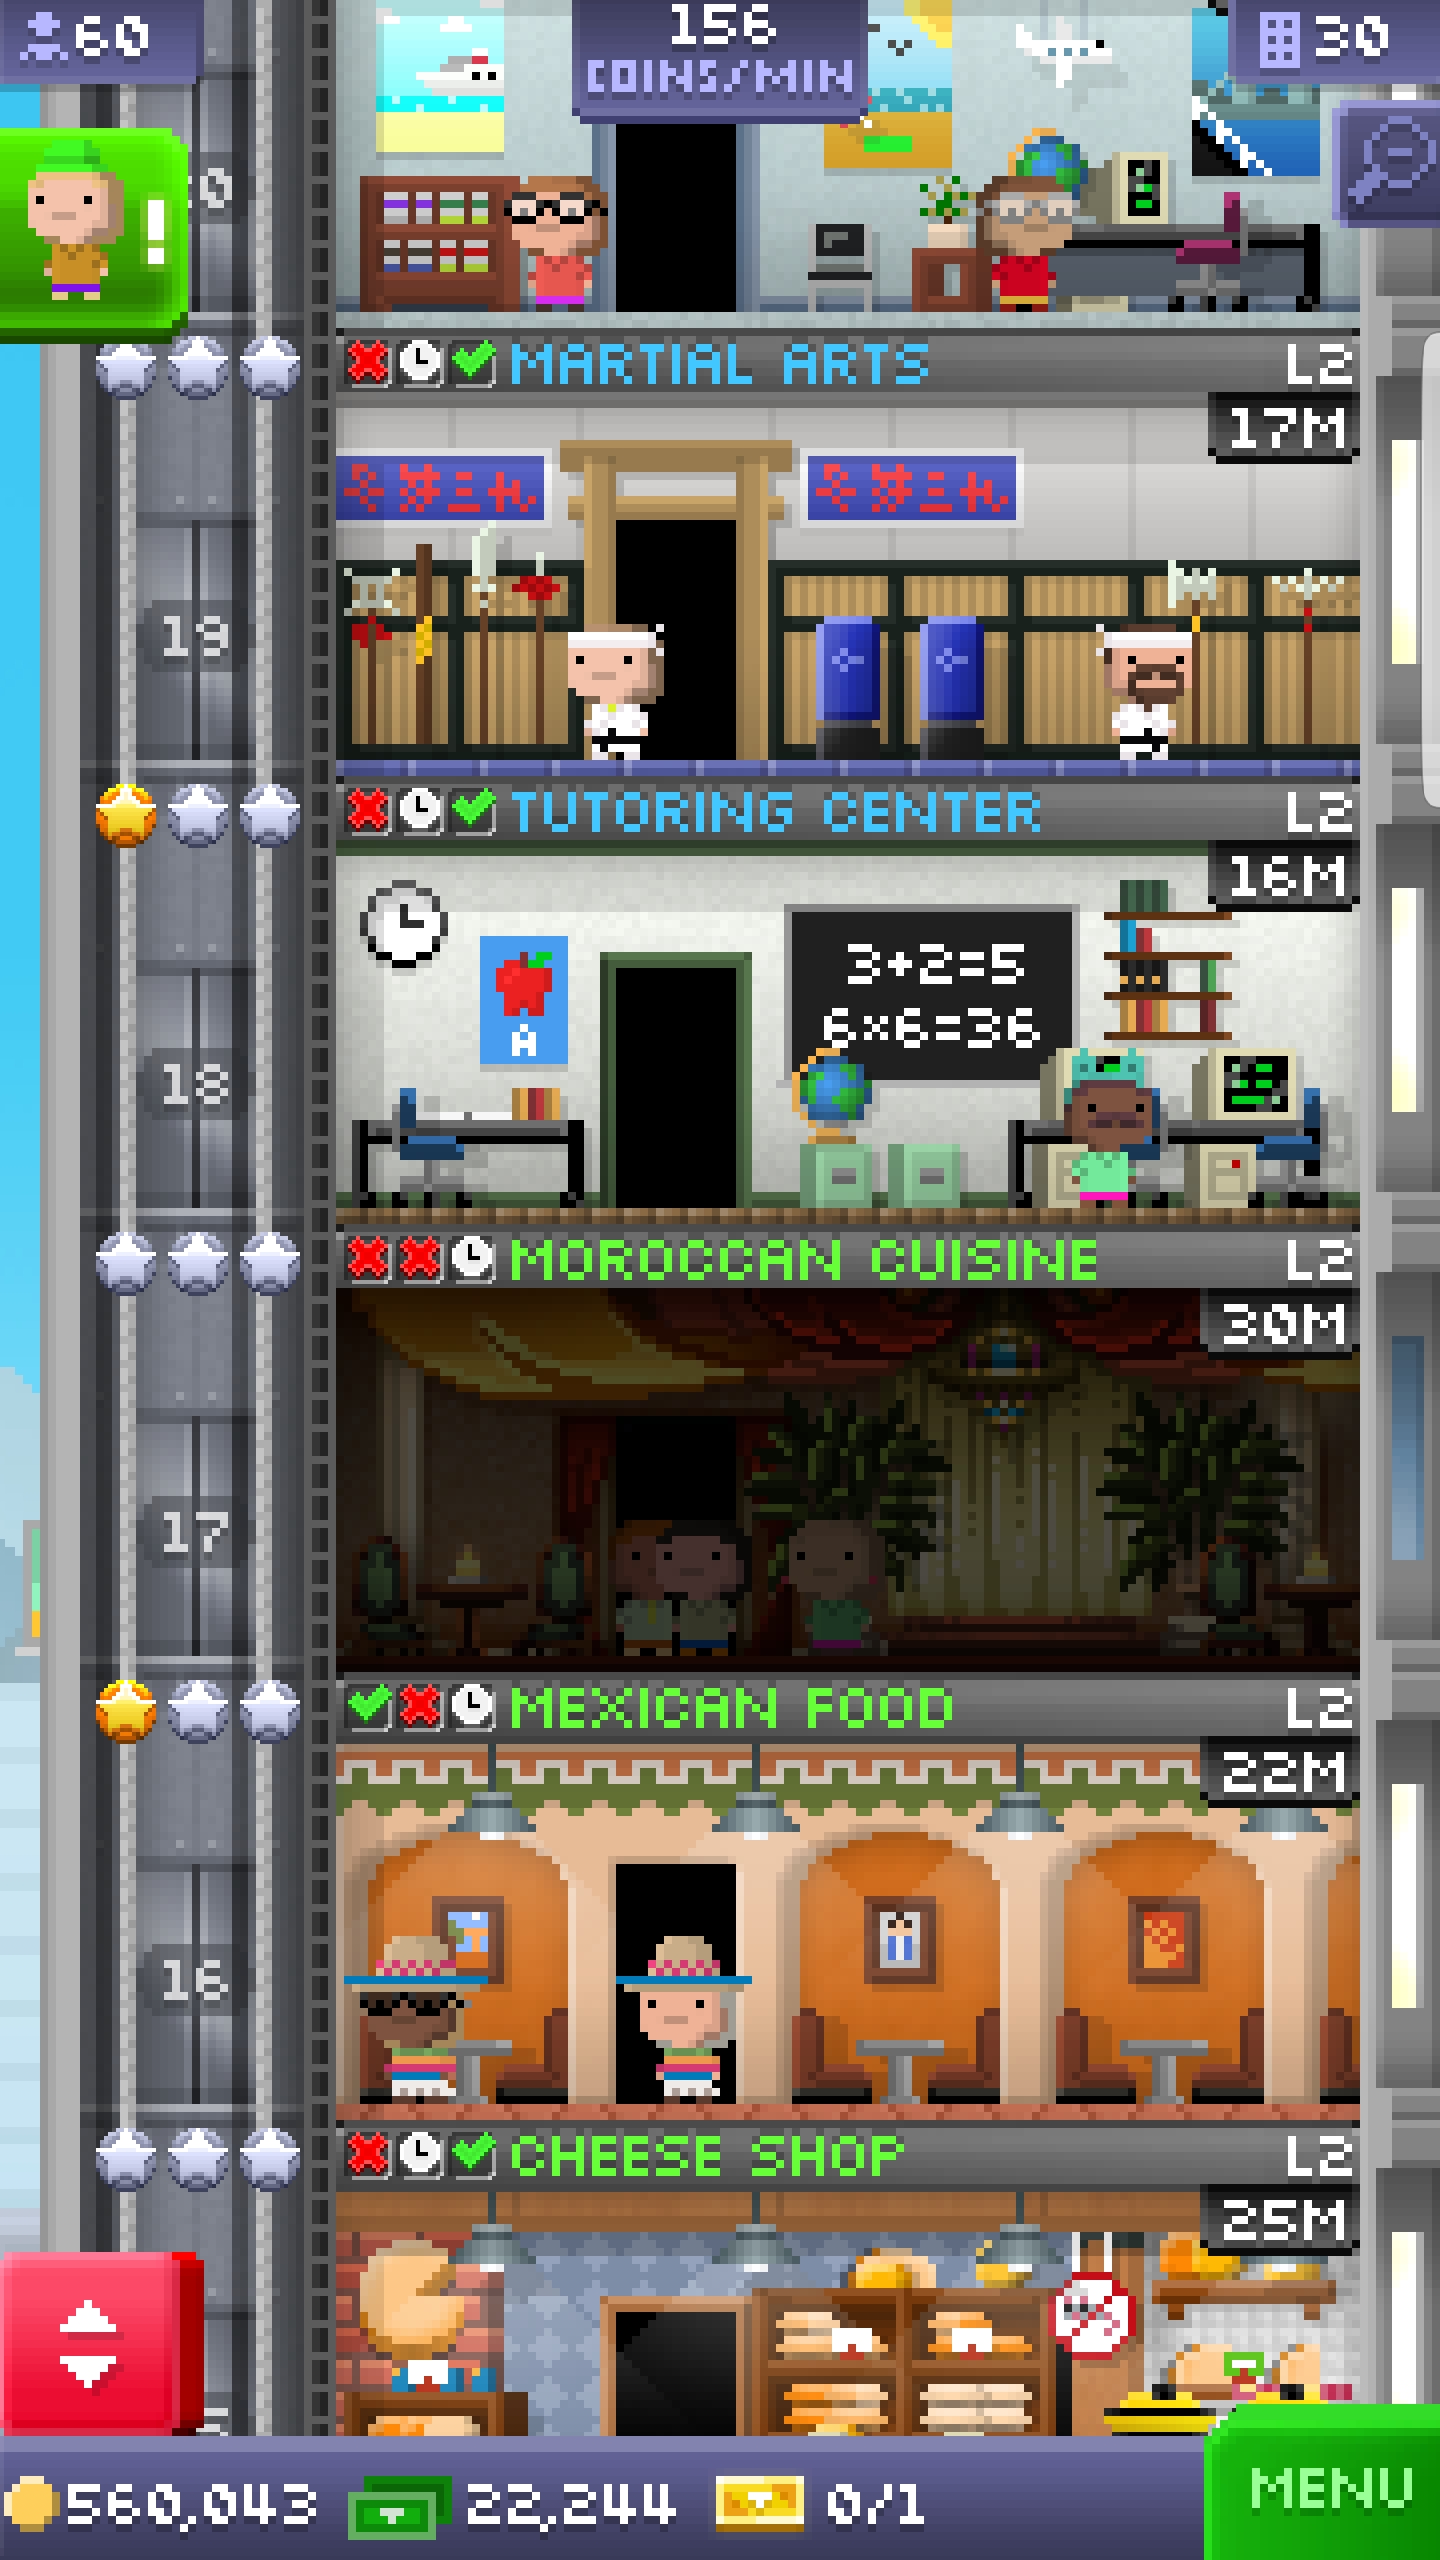 60
156
COINS/MIN
30
!
MARTIAL ARTS
L2
17M
19
TUTORING CENTER
L2
16M
A
3+2=5
6×6=36
18
MOROCCAN CUISINE
L2
30M
17
MEXICAN FOOD
L2
22M
16
CHEESE SHOP
L2
25M
560,043
22,244
0/1
MENU